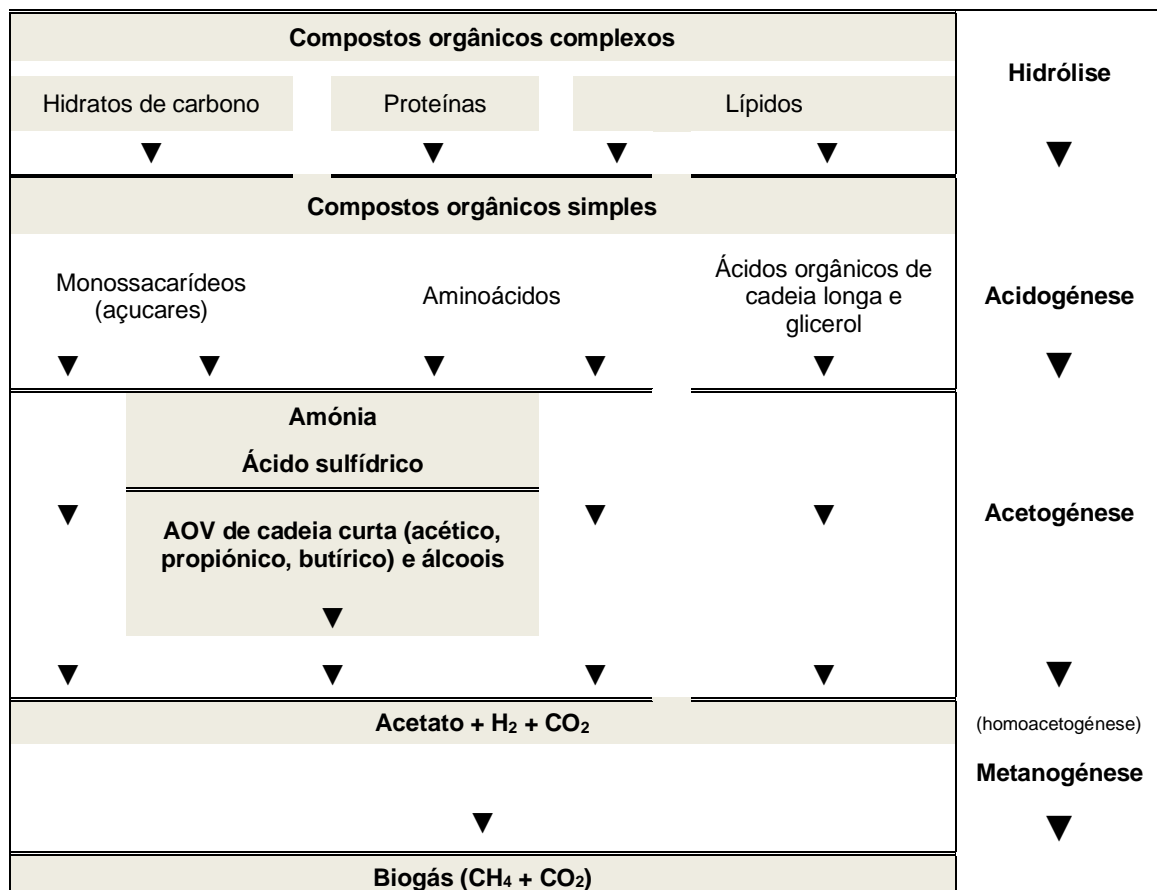 Compostos orgânicos complexos
Hidrólise
Hidratos de carbono
Proteínas
Lípidos
Compostos orgânicos simples
Monossacarídeos
(açucares)
Aminoácidos
Ácidos orgânicos de
cadeia longa e
glicerol
Acidogénese
Amónia
Ácido sulfídrico
AOV de cadeia curta (acético,
propiónico, butírico) e álcoois
Acetogénese
Acetato + H₂ + CO₂
(homoacetogénese)
Metanogénese
Biogás (CH₄ + CO₂)